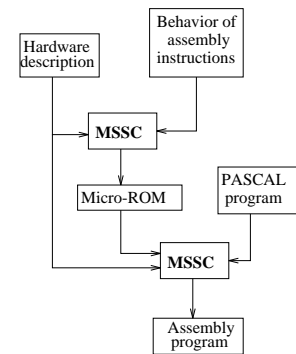 Hardware
description
Behavior of
assembly
instructions
MSSC
Micro-ROM
PASCAL
program
MSSC
Assembly
program